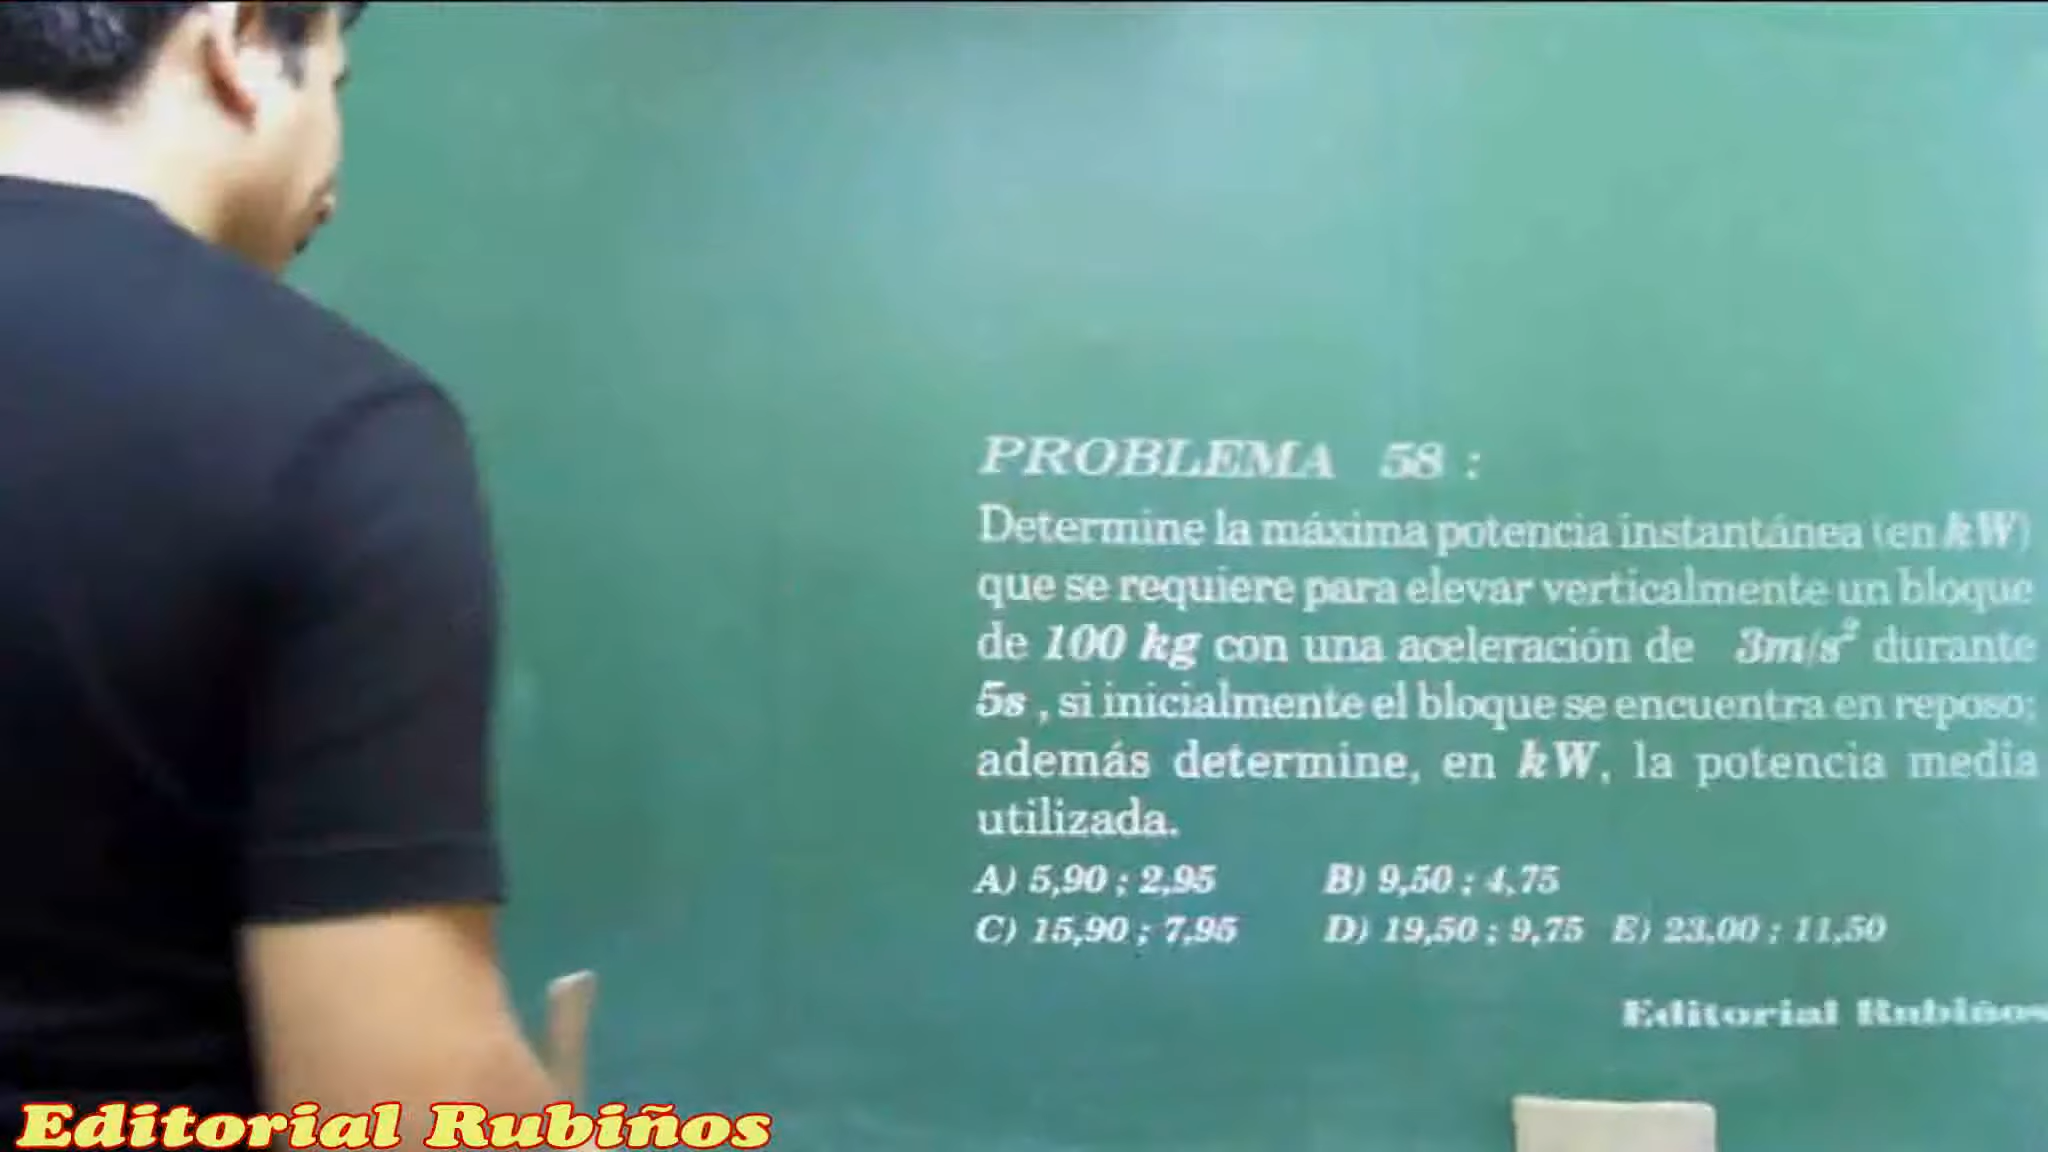 PROBLEMA 58 :
Determine la máxima potencia instantánea (en kW)
que se requiere para elevar verticalmente un bloque
de 100 kg con una aceleración de 3m/s² durante
5s , si inicialmente el bloque se encuentra en reposo;
además determine, en kW, la potencia media
utilizada.
A) 5,90 ; 2,95 B) 9,50 ; 4,75
C) 15,90 ; 7,95 D) 19,50 ; 9,75 E) 23,00 ; 11,50
Editorial Rubiños
Editorial Rubiños